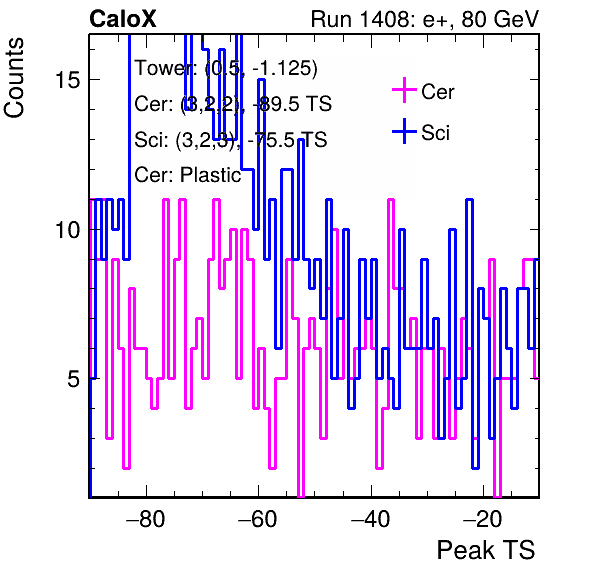 CaloX Run 1408: e+, 80 GeV
Counts
15
10
5
Tower: (0.5, -1.125)
Cer: (3,2,2), -89.5 TS
Sci: (3,2,3), -75.5 TS
Cer: Plastic
Cer
Sci
−80 −60 −40 −20
Peak TS